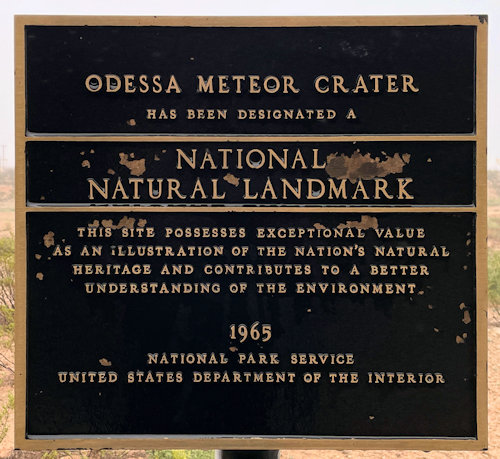 ODESSA METEOR CRATER
HAS BEEN DESIGNATED A
NATIONAL
NATURAL LANDMARK
THIS SITE POSSESSES EXCEPTIONAL VALUE
AS AN ILLUSTRATION OF THE NATION'S NATURAL
HERITAGE AND CONTRIBUTES TO A BETTER
UNDERSTANDING OF THE ENVIRONMENT
1965
NATIONAL PARK SERVICE
UNITED STATES DEPARTMENT OF THE INTERIOR